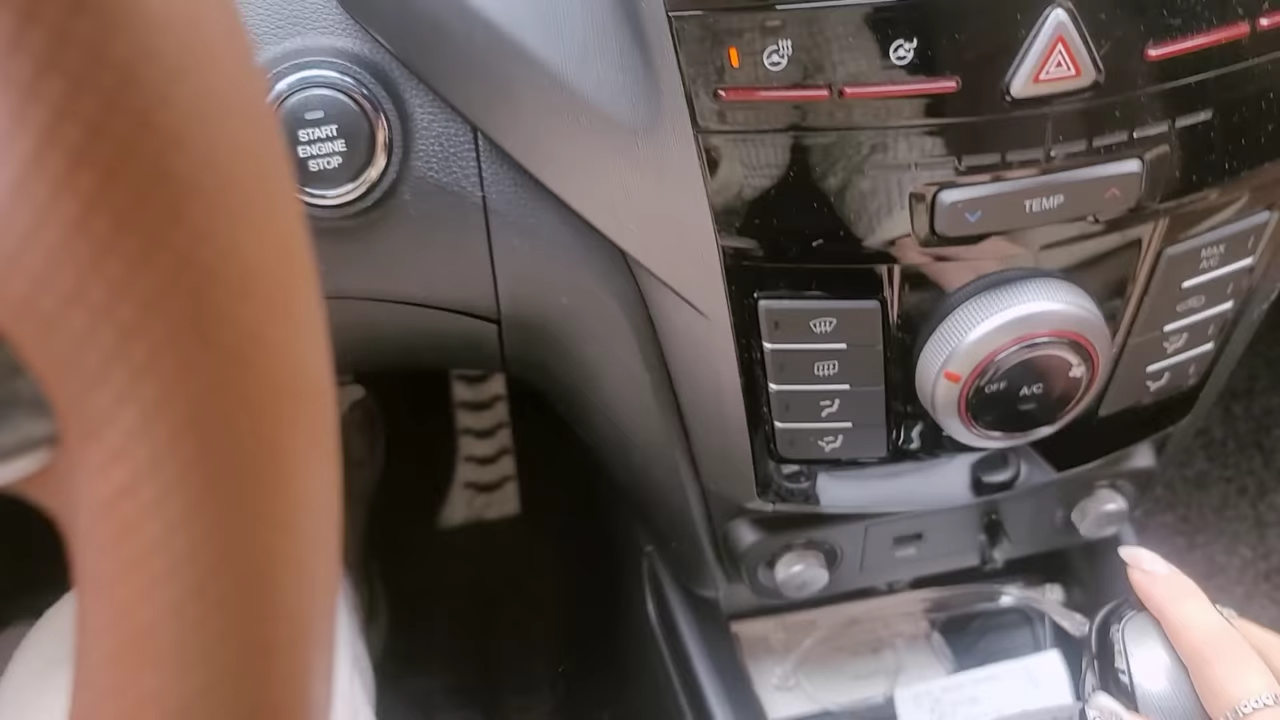 START
ENGINE
STOP
TEMP
MAX
A/C
OFF
A/C